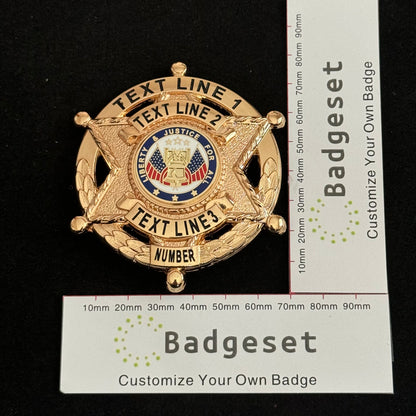 TEXT LINE 1
TEXT LINE 2
LIBERTY & JUSTICE FOR ALL
TEXT LINE 3
NUMBER
10mm 20mm 30mm 40mm 50mm 60mm 70mm 80mm 90mm
Badgeset
Customize Your Own Badge
10mm 20mm 30mm 40mm 50mm 60mm 70mm 80mm 90mm
Badgeset
Customize Your Own Badge